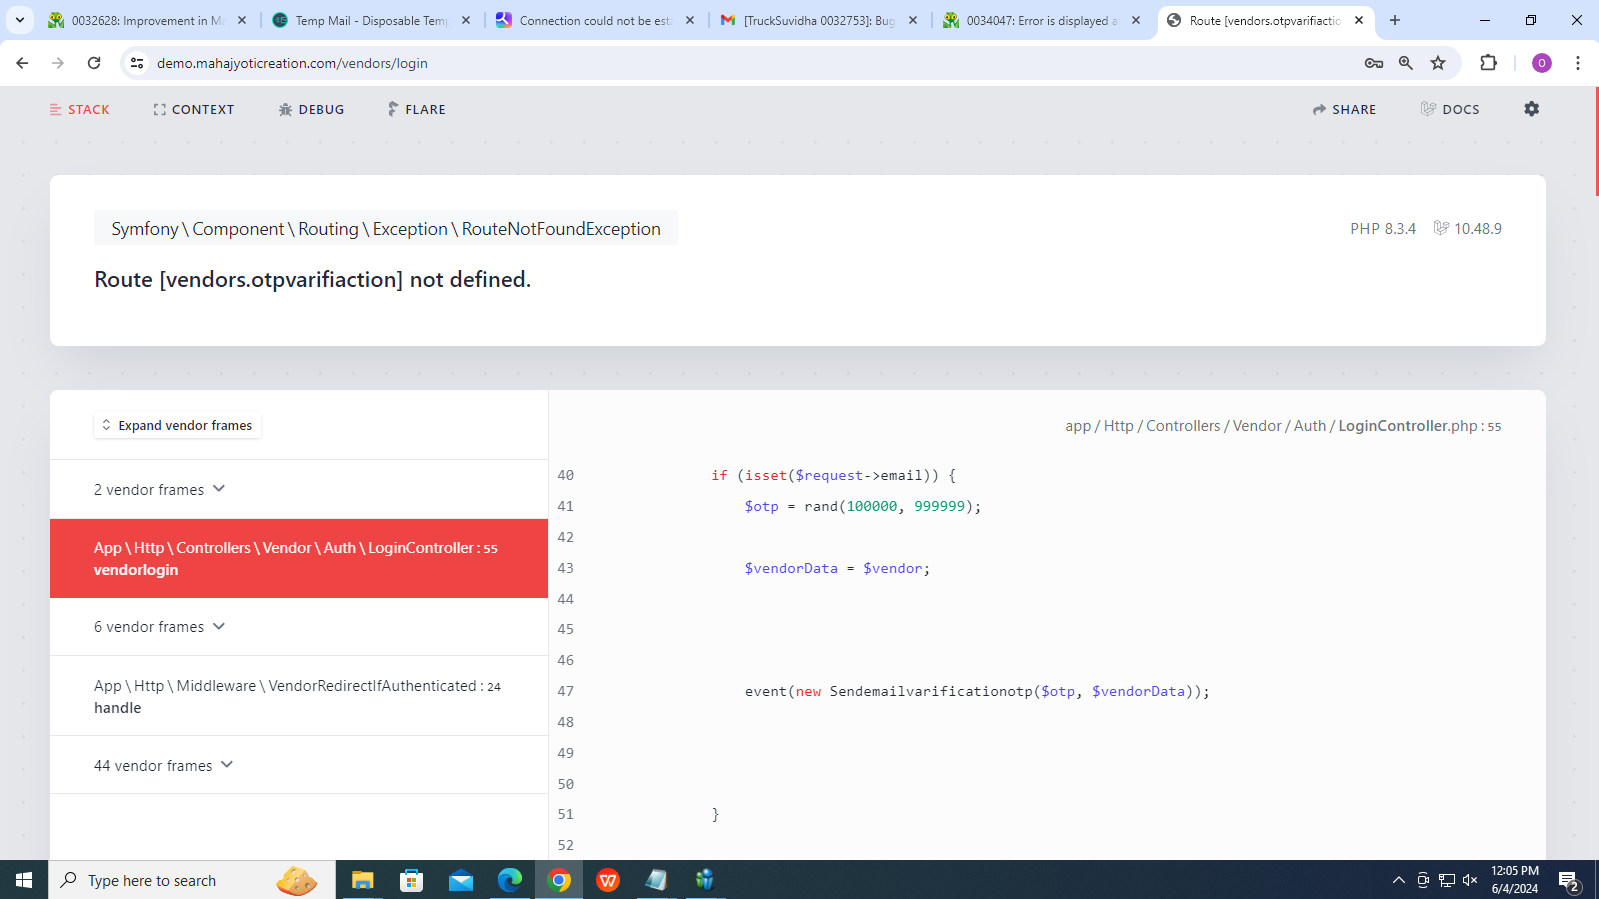 0032628: Improvement in Ma
Temp Mail - Disposable Temp
Connection could not be esta
[TruckSuvidha 0032753]: Bug
0034047: Error is displayed a
Route [vendors.otpvarifiactio
demo.mahajyoticreation.com/vendors/login
O
STACK
CONTEXT
DEBUG
FLARE
SHARE
DOCS
Symfony \ Component \ Routing \ Exception \ RouteNotFoundException
PHP 8.3.4
10.48.9
Route [vendors.otpvarifiaction] not defined.
Expand vendor frames
2 vendor frames
App \ Http \ Controllers \ Vendor \ Auth \ LoginController : 55
vendorlogin
6 vendor frames
App \ Http \ Middleware \ VendorRedirectIfAuthenticated : 24
handle
44 vendor frames
app / Http / Controllers / Vendor / Auth / LoginController.php : 55
40 if (isset($request->email)) {
41 $otp = rand(100000, 999999);
42
43 $vendorData = $vendor;
44
45
46
47 event(new Sendemailvarificationotp($otp, $vendorData));
48
49
50
51 }
52
Type here to search
12:05 PM
6/4/2024
2